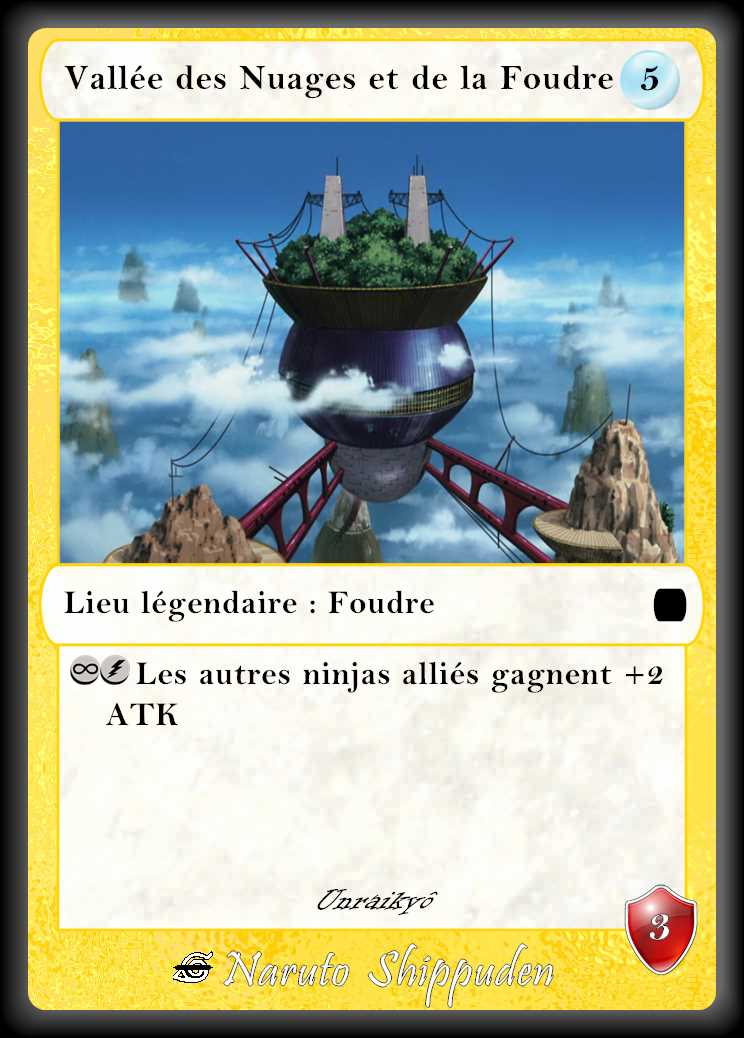 Vallée des Nuages et de la Foudre 5
Lieu légendaire : Foudre
Les autres ninjas alliés gagnent +2
ATK
Unraikyô
3
Naruto Shippuden